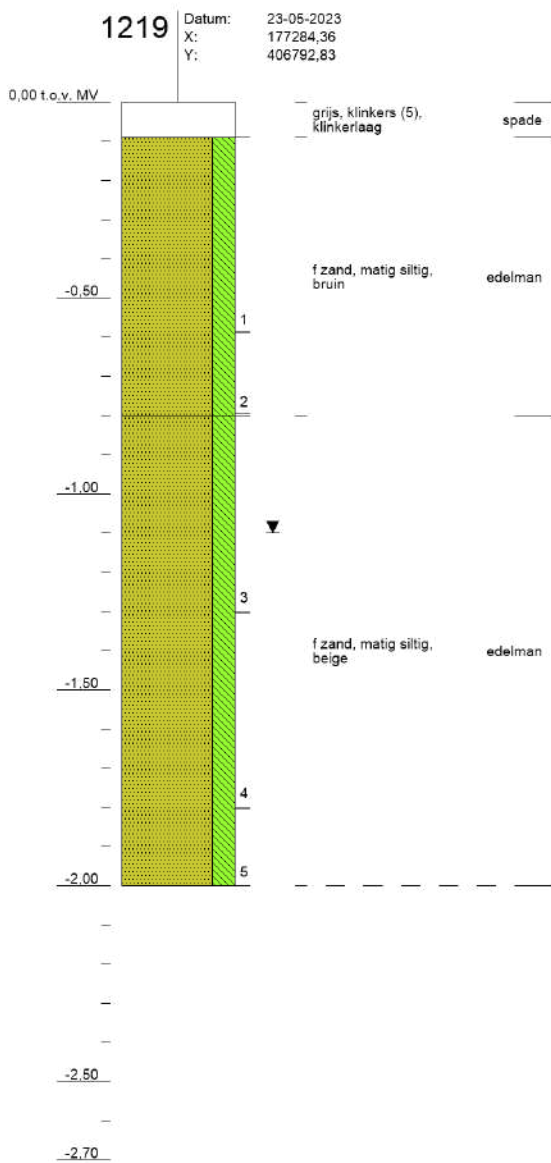 1219
Datum: 23-05-2023
X: 177284,36
Y: 406792,83
0,00 t.o.v. MV
grijs, klinkers (5),
klinkerlaag
spade
f zand, matig siltig,
bruin
edelman
-0,50
1
2
-1,00
3
f zand, matig siltig,
beige
edelman
-1,50
4
5
-2,00
-2,50
-2,70